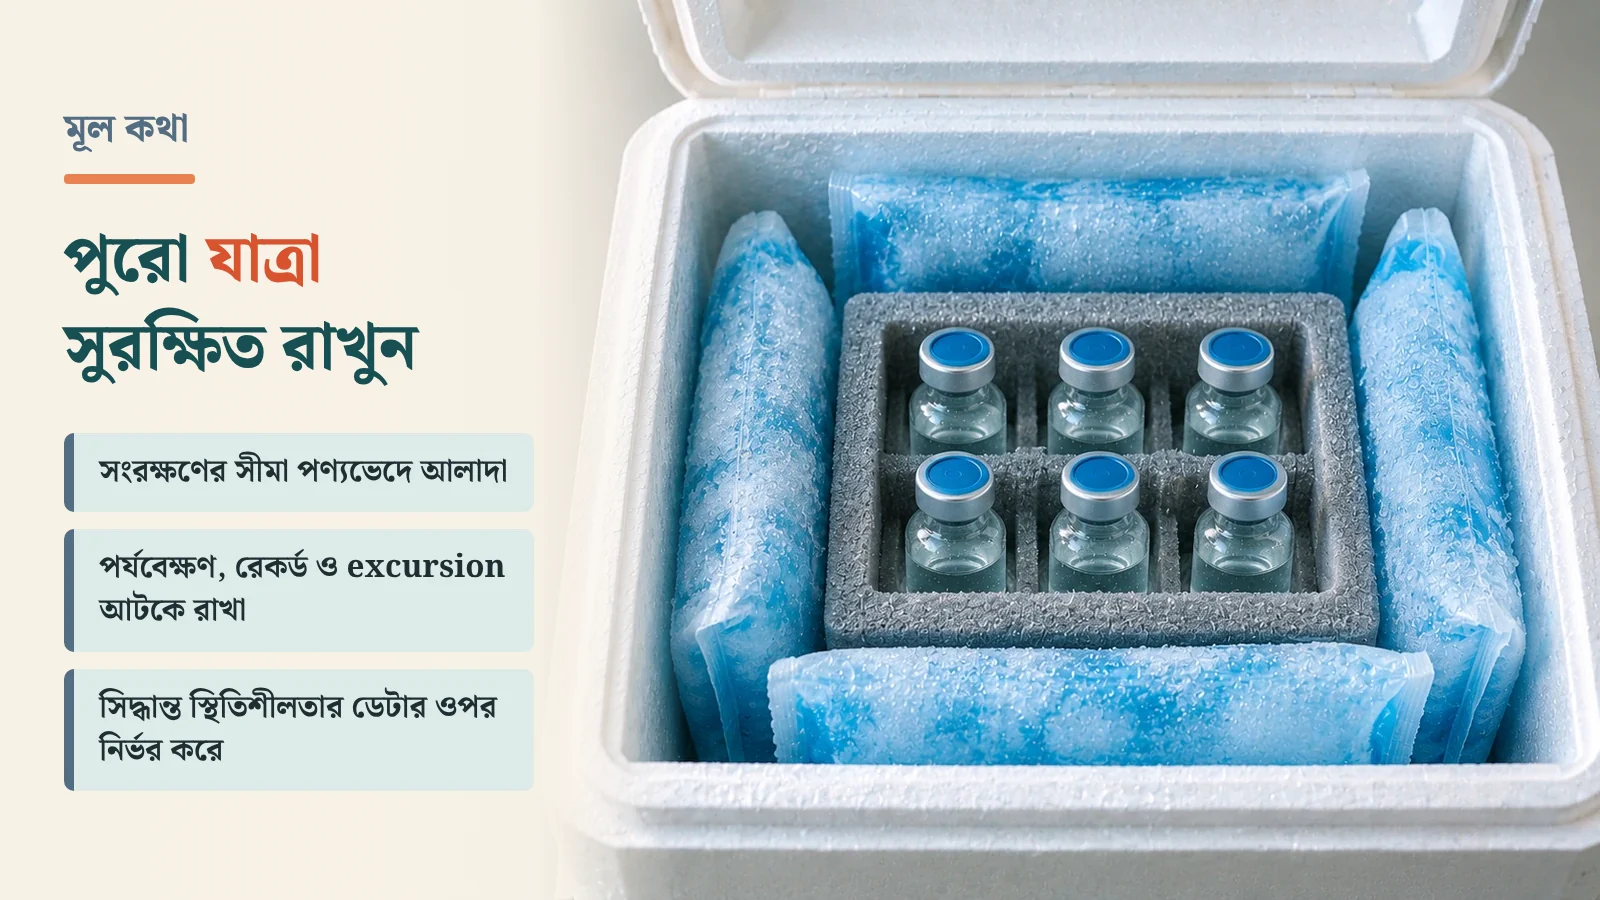 মূল কথা
পুরো যাত্রা
সুরক্ষিত রাখুন
সংরক্ষণের সীমা পণ্যভেদে আলাদা
পর্যবেক্ষণ, রেকর্ড ও excursion
আটকে রাখা
সিদ্ধান্ত স্থিতিশীলতার ডেটার ওপর
নির্ভর করে